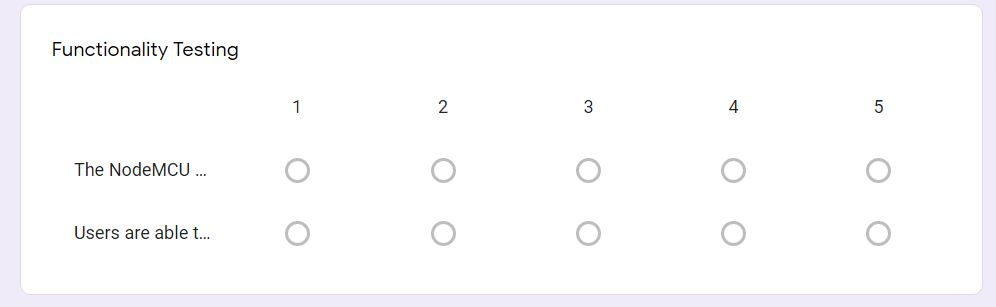 Functionality Testing
1 2 3 4 5
The NodeMCU ...
Users are able t...